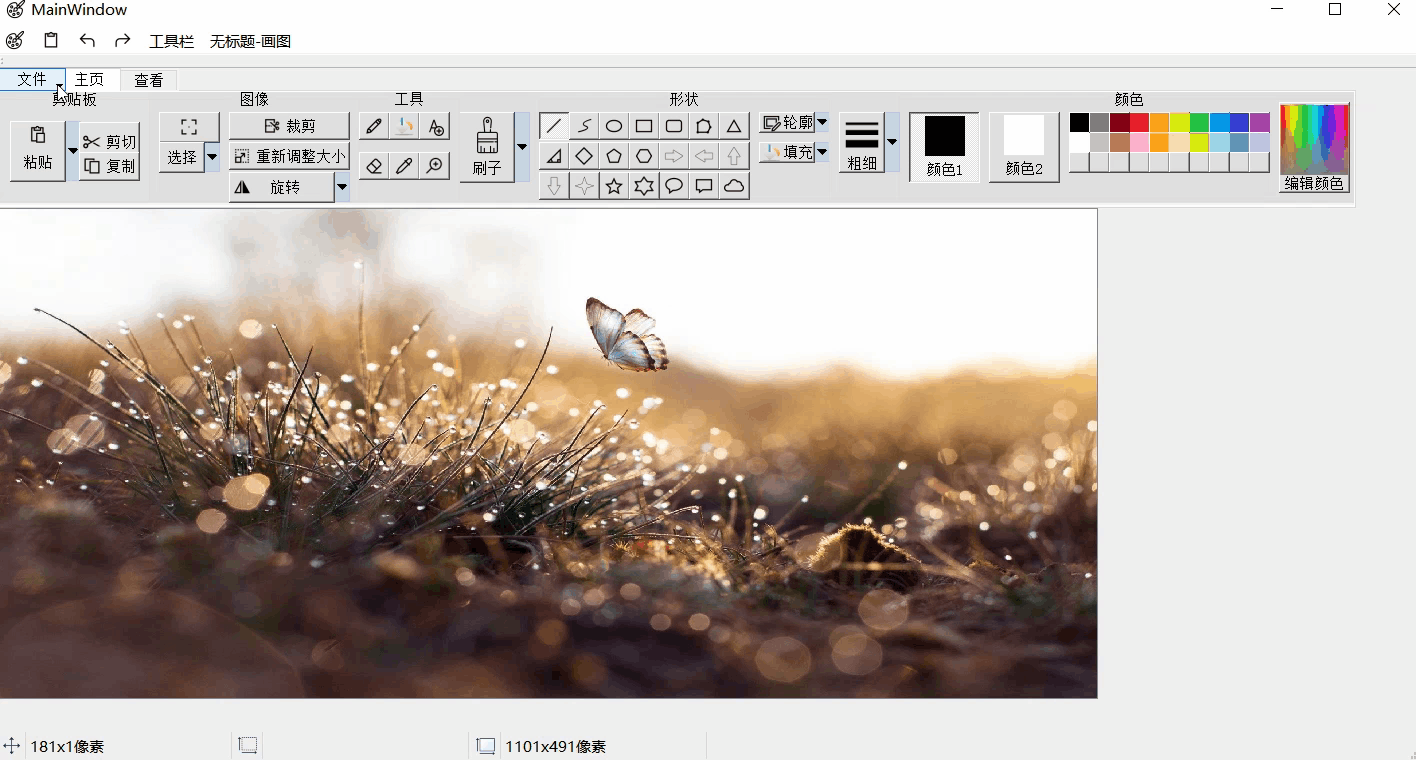 MainWindow
工具栏 无标题-画图
文件 主页 查看
剪贴板 图像 工具 形状 颜色
粘贴 剪切 复制
选择 裁剪 重新调整大小 旋转
刷子
轮廓 填充
粗细
颜色1 颜色2
编辑颜色
181x1像素 1101x491像素